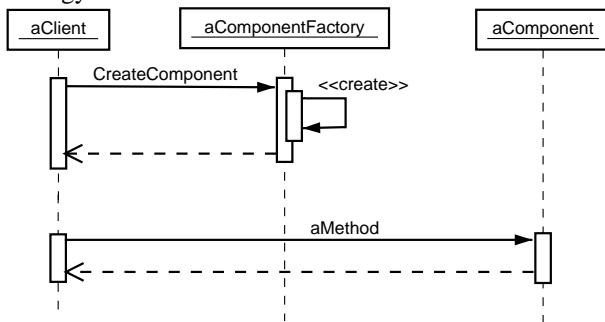 aClient
aComponentFactory
aComponent
CreateComponent
<<create>>
aMethod